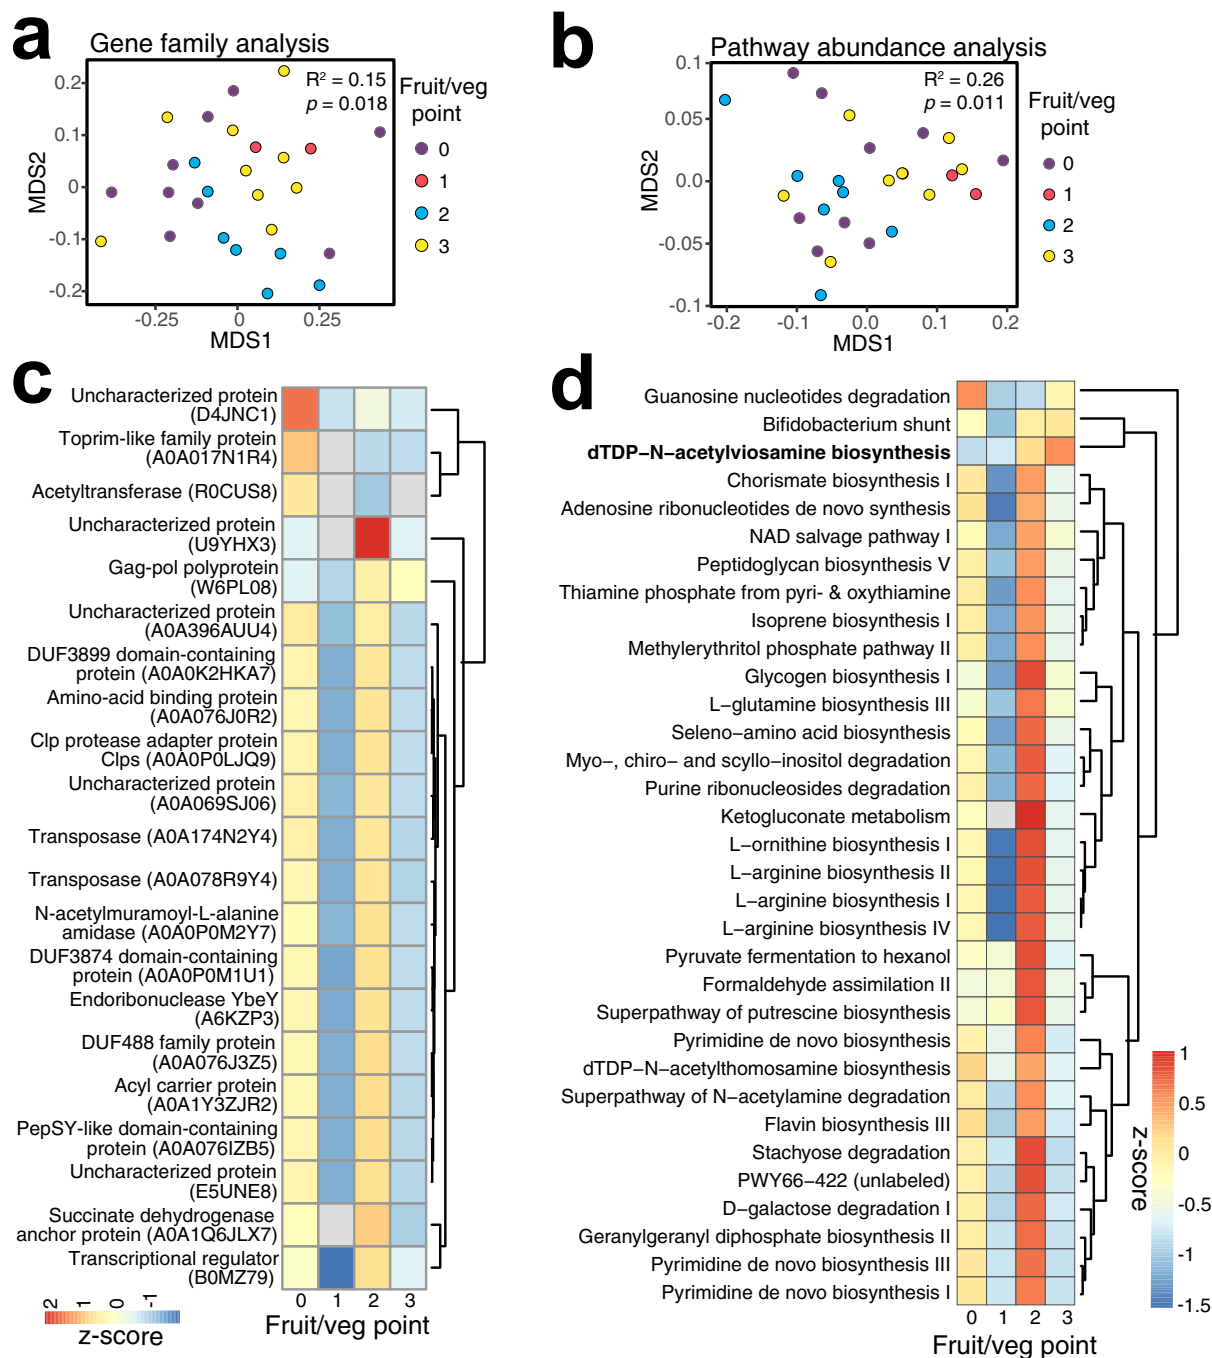 a
Gene family analysis
R² = 0.15
p = 0.018
0.2
0.1
0
-0.1
-0.2
MDS2
-0.25
0
0.25
MDS1
Fruit/veg
point
0
1
2
3
b
Pathway abundance analysis
R² = 0.26
p = 0.011
0.1
0.05
0.0
-0.05
-0.1
MDS2
-0.2
-0.1
0.0
0.1
0.2
MDS1
Fruit/veg
point
0
1
2
3
c
Uncharacterized protein
(D4JNC1)
Toprim-like family protein
(A0A017N1R4)
Acetyltransferase (R0CUS8)
Uncharacterized protein
(U9YHX3)
Gag-pol polyprotein
(W6PL08)
Uncharacterized protein
(A0A396AUU4)
DUF3899 domain-containing
protein (A0A0K2HKA7)
Amino-acid binding protein
(A0A076J0R2)
Clp protease adapter protein
Clps (A0A0P0LJQ9)
Uncharacterized protein
(A0A069SJ06)
Transposase (A0A174N2Y4)
Transposase (A0A078R9Y4)
N-acetylmuramoyl-L-alanine
amidase (A0A0P0M2Y7)
DUF3874 domain-containing
protein (A0A0P0M1U1)
Endoribonuclease YbeY
(A6KZP3)
DUF488 family protein
(A0A076J3Z5)
Acyl carrier protein
(A0A1Y3ZJR2)
PepSY-like domain-containing
protein (A0A076IZB5)
Uncharacterized protein
(E5UNE8)
Succinate dehydrogenase
anchor protein (A0A1Q6JLX7)
Transcriptional regulator
(B0MZ79)
0 1 2 3
Fruit/veg point
2 1 0 -1
z-score
d
Guanosine nucleotides degradation
Bifidobacterium shunt
dTDP−N−acetylviosamine biosynthesis
Chorismate biosynthesis I
Adenosine ribonucleotides de novo synthesis
NAD salvage pathway I
Peptidoglycan biosynthesis V
Thiamine phosphate from pyri- & oxythiamine
Isoprene biosynthesis I
Methylerythritol phosphate pathway II
Glycogen biosynthesis I
L−glutamine biosynthesis III
Seleno−amino acid biosynthesis
Myo−, chiro− and scyllo−inositol degradation
Purine ribonucleosides degradation
Ketogluconate metabolism
L−ornithine biosynthesis I
L−arginine biosynthesis II
L−arginine biosynthesis I
L−arginine biosynthesis IV
Pyruvate fermentation to hexanol
Formaldehyde assimilation II
Superpathway of putrescine biosynthesis
Pyrimidine de novo biosynthesis
dTDP−N−acetylthomosamine biosynthesis
Superpathway of N−acetylamine degradation
Flavin biosynthesis III
Stachyose degradation
PWY66−422 (unlabeled)
D−galactose degradation I
Geranylgeranyl diphosphate biosynthesis II
Pyrimidine de novo biosynthesis III
Pyrimidine de novo biosynthesis I
0 1 2 3
Fruit/veg point
1
0.5
0
-0.5
-1
-1.5
z-score